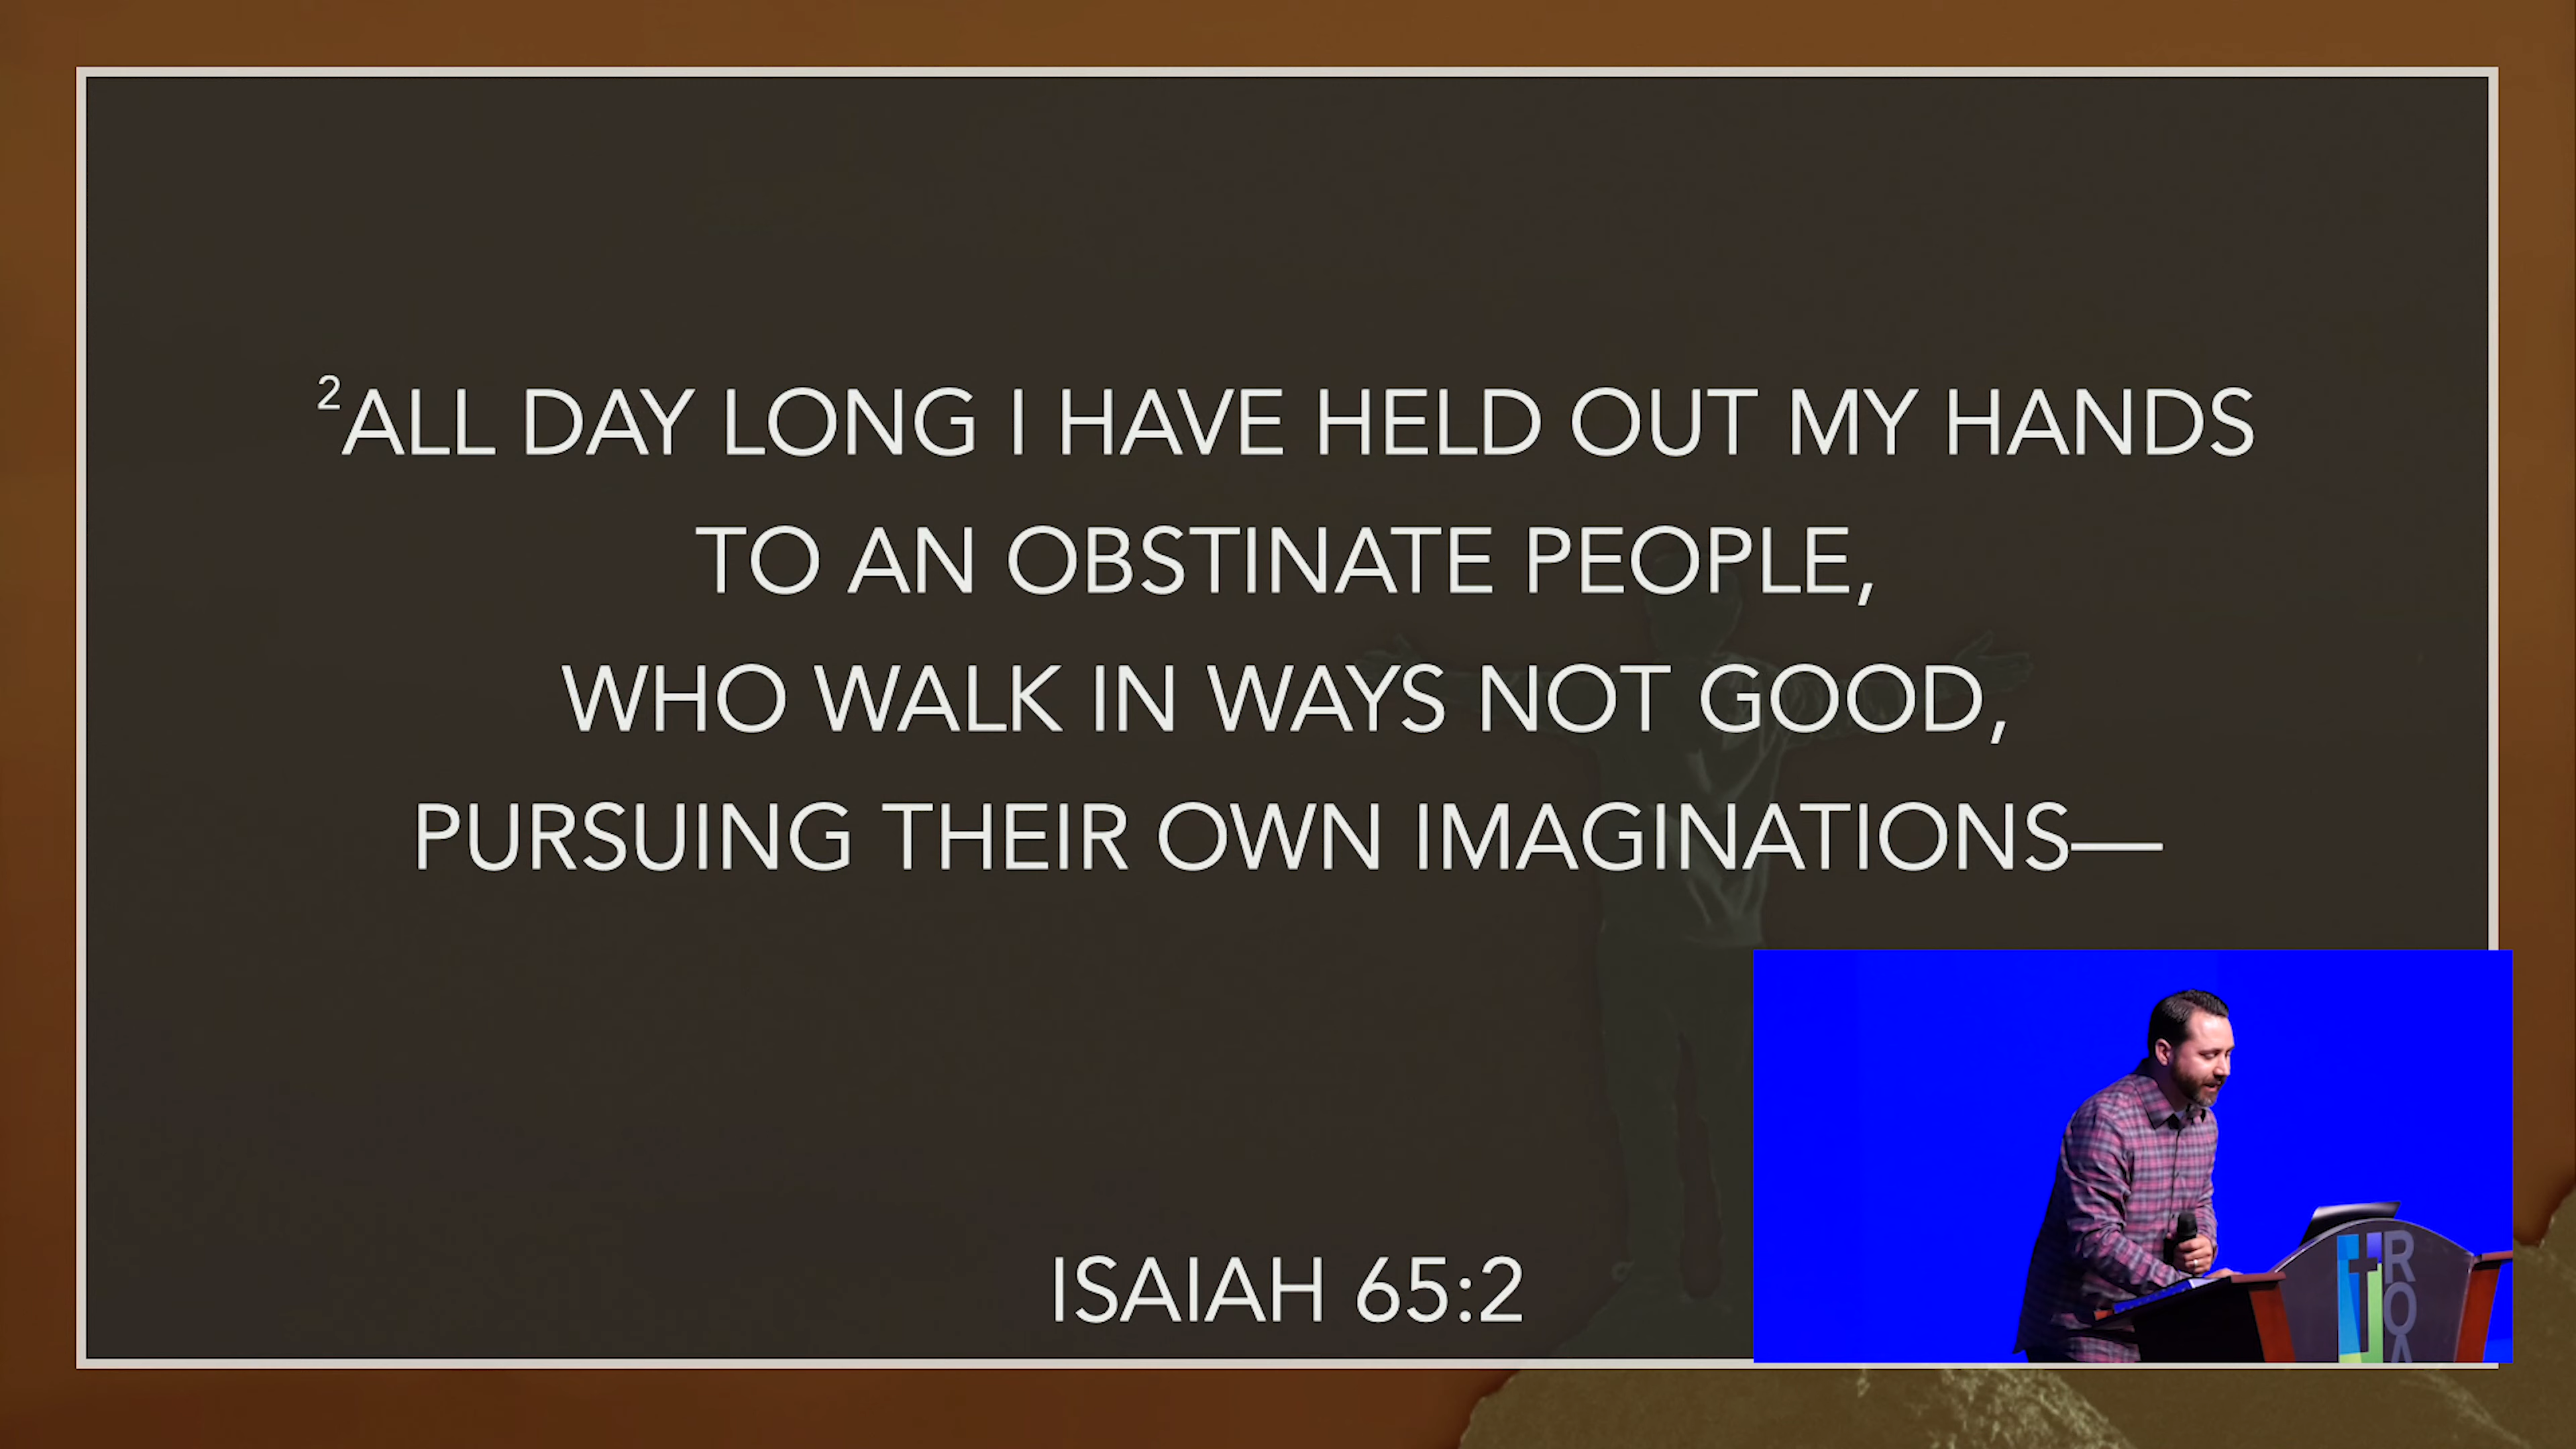 ²ALL DAY LONG I HAVE HELD OUT MY HANDS
TO AN OBSTINATE PEOPLE,
WHO WALK IN WAYS NOT GOOD,
PURSUING THEIR OWN IMAGINATIONS—
ISAIAH 65:2